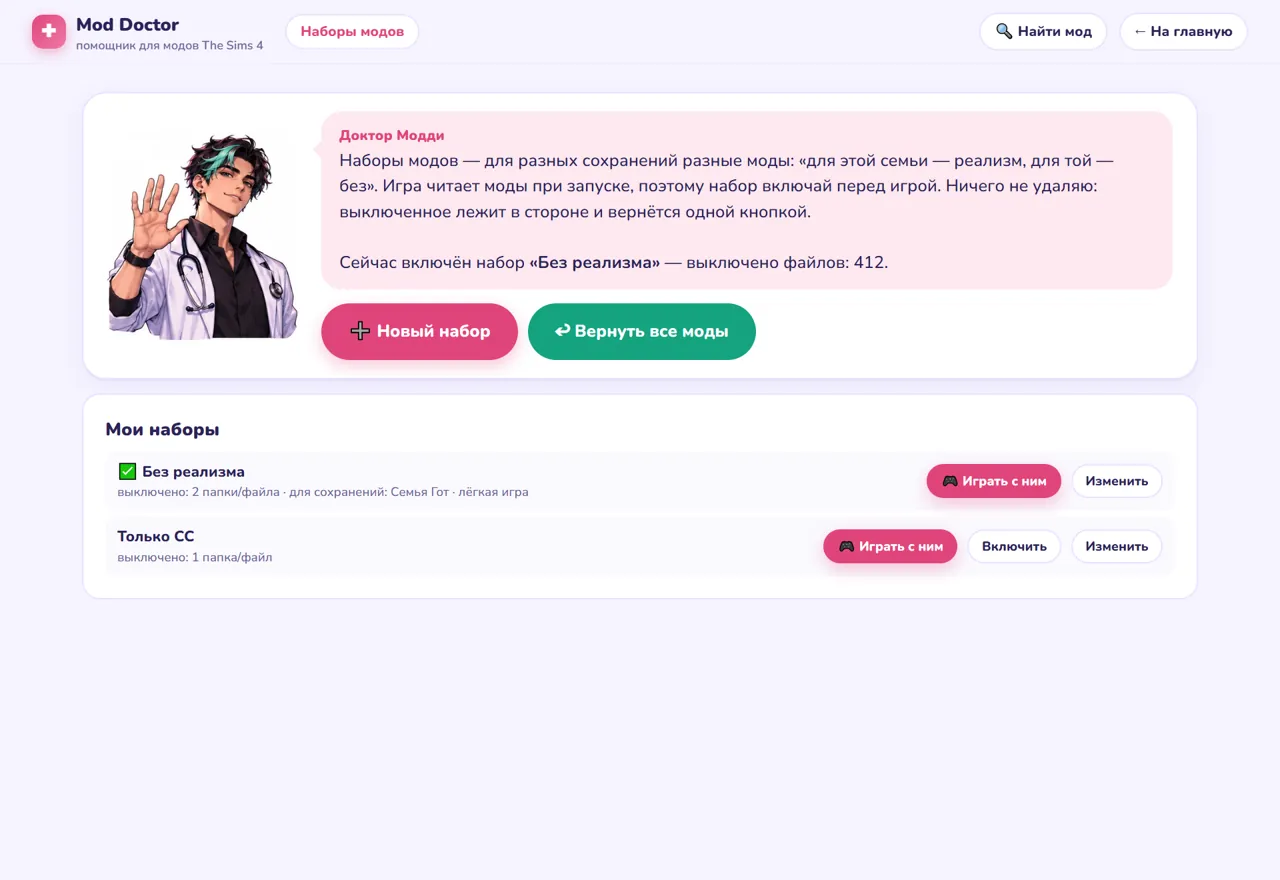 Mod Doctor
помощник для модов The Sims 4
Наборы модов
🔍 Найти мод
← На главную
Доктор Модди
Наборы модов — для разных сохранений разные моды: «для этой семьи — реализм, для той —
без». Игра читает моды при запуске, поэтому набор включай перед игрой. Ничего не удаляю:
выключенное лежит в стороне и вернётся одной кнопкой.
Сейчас включён набор «Без реализма» — выключено файлов: 412.
➕ Новый набор
↩ Вернуть все моды
Мои наборы
✅ Без реализма
выключено: 2 папки/файла · для сохранений: Семья Гот · лёгкая игра
🎮 Играть с ним
Изменить
Только CC
выключено: 1 папка/файл
🎮 Играть с ним
Включить
Изменить